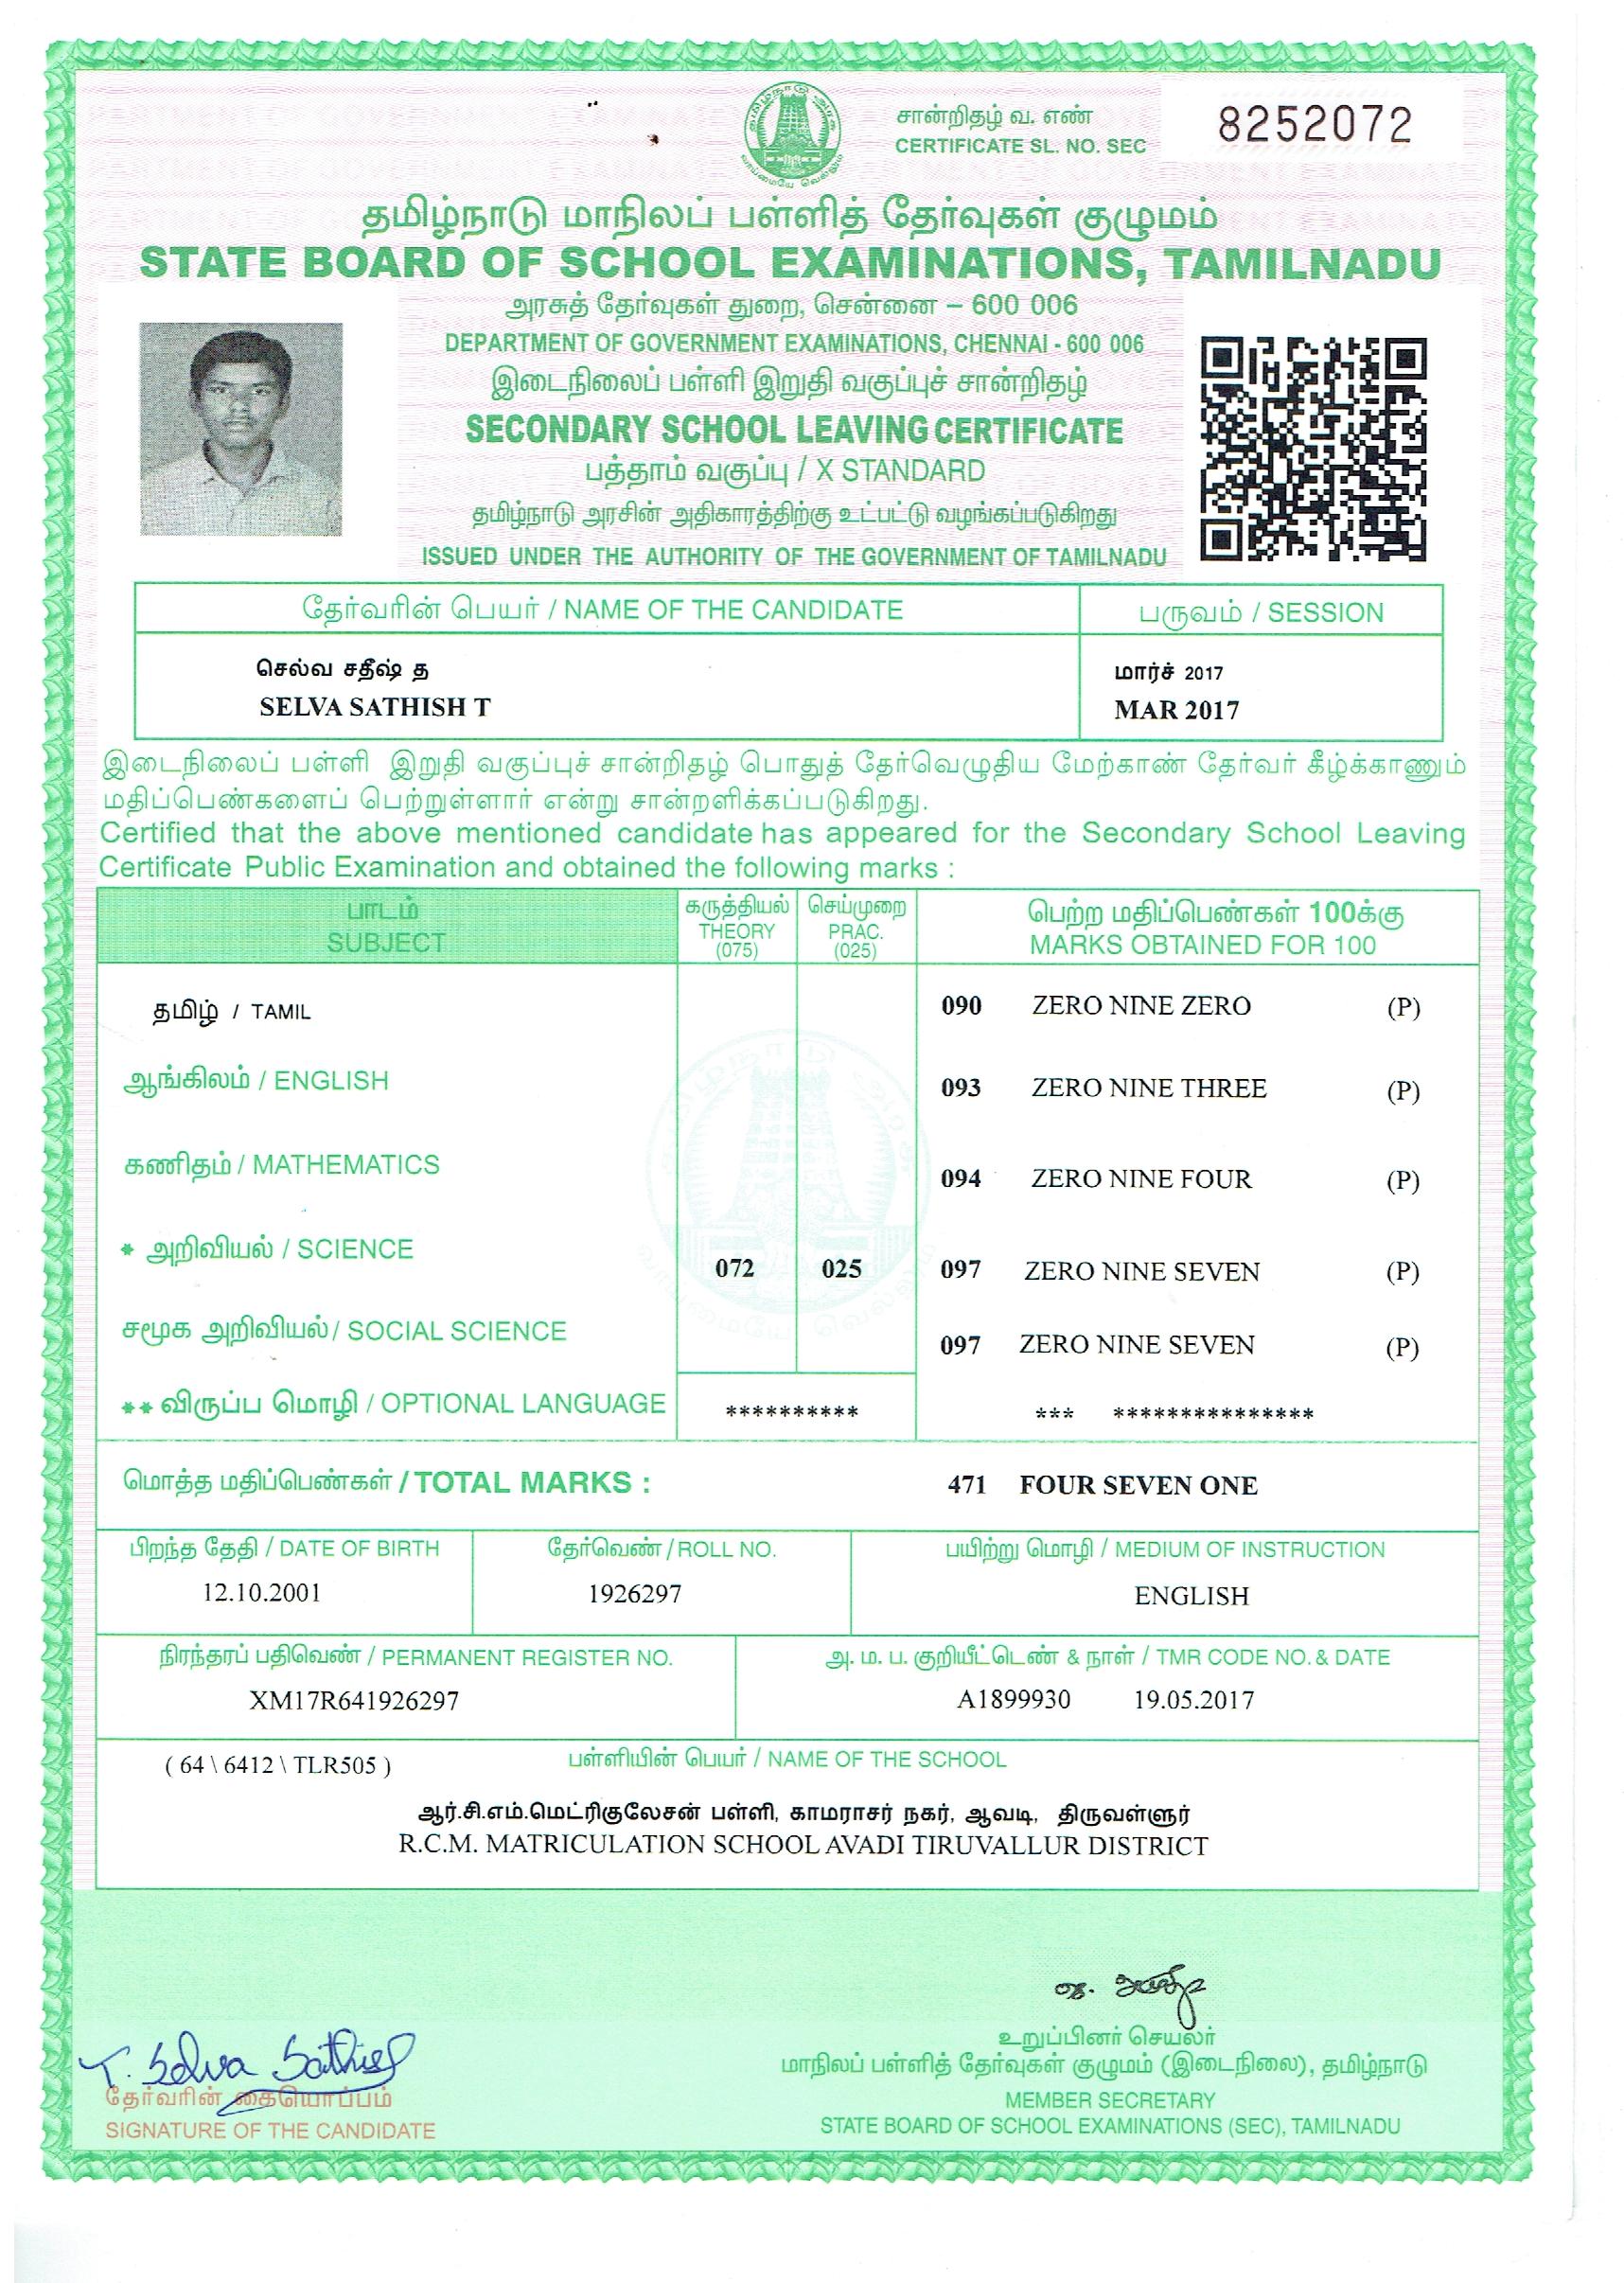 சான்றிதழ் வ. எண்
CERTIFICATE SL. NO. SEC
8252072
தமிழ்நாடு மாநிலப் பள்ளித் தேர்வுகள் குழுமம்
STATE BOARD OF SCHOOL EXAMINATIONS, TAMILNADU
அரசுத் தேர்வுகள் துறை, சென்னை – 600 006
DEPARTMENT OF GOVERNMENT EXAMINATIONS, CHENNAI - 600 006
இடைநிலைப் பள்ளி இறுதி வகுப்புச் சான்றிதழ்
SECONDARY SCHOOL LEAVING CERTIFICATE
பத்தாம் வகுப்பு / X STANDARD
தமிழ்நாடு அரசின் அதிகாரத்திற்கு உட்பட்டு வழங்கப்படுகிறது
ISSUED UNDER THE AUTHORITY OF THE GOVERNMENT OF TAMILNADU
தேர்வரின் பெயர் / NAME OF THE CANDIDATE
பருவம் / SESSION
செல்வ சதீஷ் த
SELVA SATHISH T
மார்ச் 2017
MAR 2017
இடைநிலைப் பள்ளி இறுதி வகுப்புச் சான்றிதழ் பொதுத் தேர்வெழுதிய மேற்காண் தேர்வர் கீழ்க்காணும்
மதிப்பெண்களைப் பெற்றுள்ளார் என்று சான்றளிக்கப்படுகிறது.
Certified that the above mentioned candidate has appeared for the Secondary School Leaving
Certificate Public Examination and obtained the following marks :
பாடம்
SUBJECT
கருத்தியல்
THEORY
(075)
செய்முறை
PRAC.
(025)
பெற்ற மதிப்பெண்கள் 100க்கு
MARKS OBTAINED FOR 100
தமிழ் / TAMIL 090 ZERO NINE ZERO (P)
ஆங்கிலம் / ENGLISH 093 ZERO NINE THREE (P)
கணிதம் / MATHEMATICS 094 ZERO NINE FOUR (P)
* அறிவியல் / SCIENCE 072 025 097 ZERO NINE SEVEN (P)
சமூக அறிவியல் / SOCIAL SCIENCE 097 ZERO NINE SEVEN (P)
** விருப்ப மொழி / OPTIONAL LANGUAGE ********** *** ***************
மொத்த மதிப்பெண்கள் / TOTAL MARKS : 471 FOUR SEVEN ONE
பிறந்த தேதி / DATE OF BIRTH
12.10.2001
தேர்வெண் / ROLL NO.
1926297
பயிற்று மொழி / MEDIUM OF INSTRUCTION
ENGLISH
நிரந்தரப் பதிவெண் / PERMANENT REGISTER NO.
XM17R641926297
அ. ம. ப. குறியீட்டெண் & நாள் / TMR CODE NO. & DATE
A1899930 19.05.2017
( 64 \ 6412 \ TLR505 )
பள்ளியின் பெயர் / NAME OF THE SCHOOL
ஆர்.சி.எம்.மெட்ரிகுலேசன் பள்ளி, காமராசர் நகர், ஆவடி, திருவள்ளுர்
R.C.M. MATRICULATION SCHOOL AVADI TIRUVALLUR DISTRICT
T. Selva Sathish
தேர்வரின் கையொப்பம்
SIGNATURE OF THE CANDIDATE
உறுப்பினர் செயலர்
மாநிலப் பள்ளித் தேர்வுகள் குழுமம் (இடைநிலை), தமிழ்நாடு
MEMBER SECRETARY
STATE BOARD OF SCHOOL EXAMINATIONS (SEC), TAMILNADU